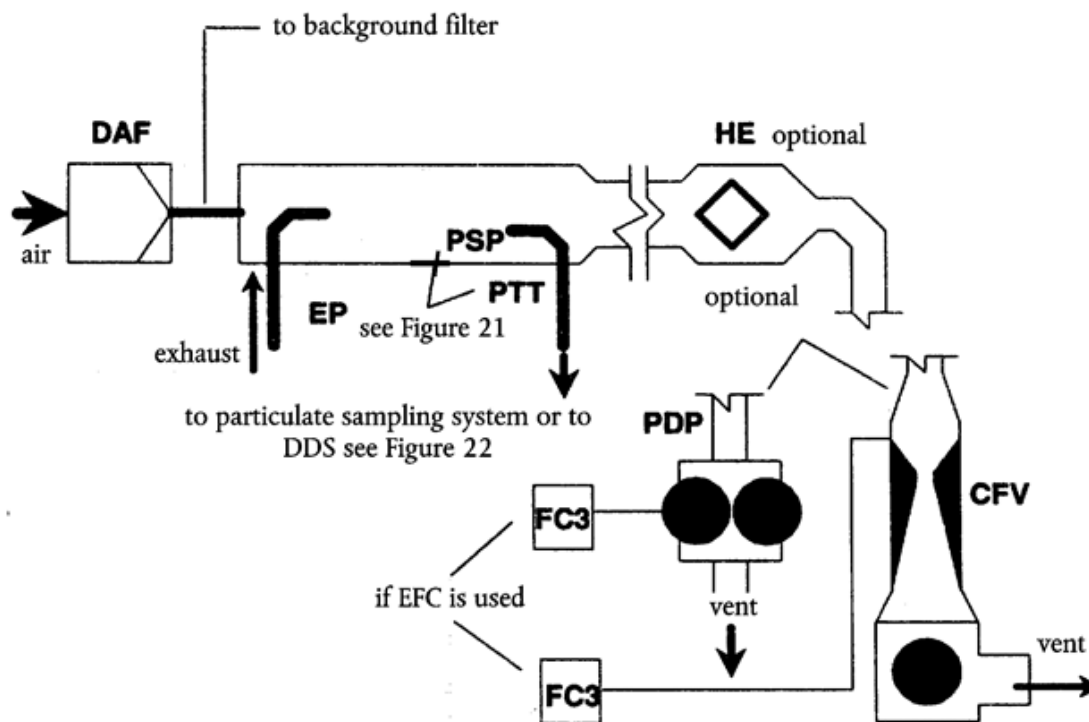 to background filter
DAF
HE optional
air
PSP
PTT
optional
EP
see Figure 21
exhaust
to particulate sampling system or to
DDS see Figure 22
PDP
CFV
FC3
if EFC is used
vent
vent
FC3